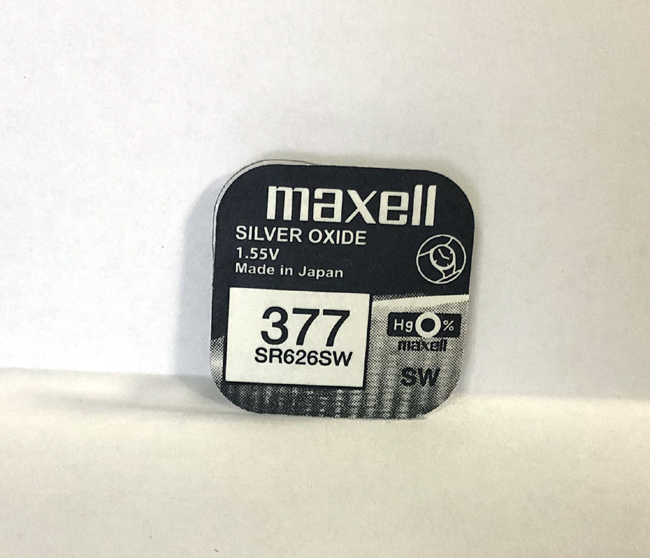 maxell
SILVER OXIDE
1.55V
Made in Japan
377
SR626SW
Hg 0 %
maxell
SW